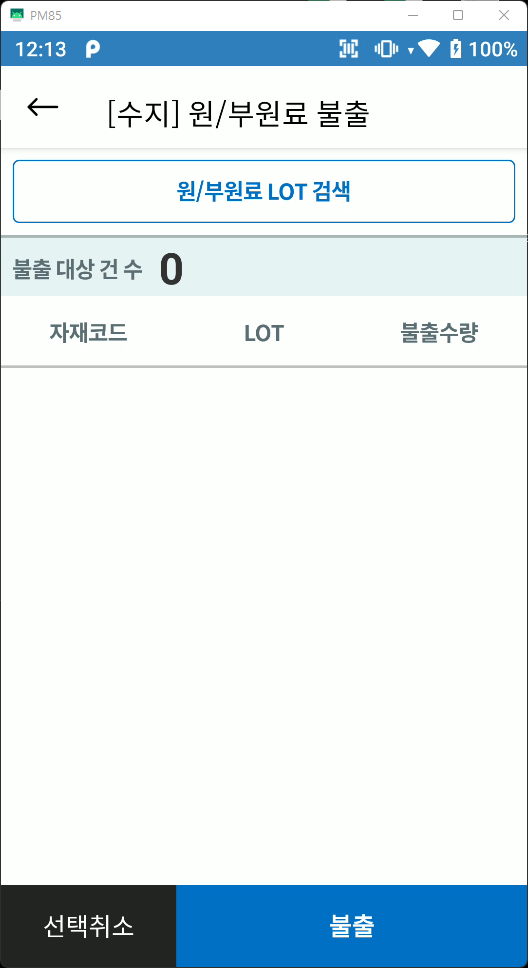 PM85
12:13 100%
[수지] 원/부원료 불출
원/부원료 LOT 검색
불출 대상 건 수 0
자재코드 LOT 불출수량
선택취소 불출